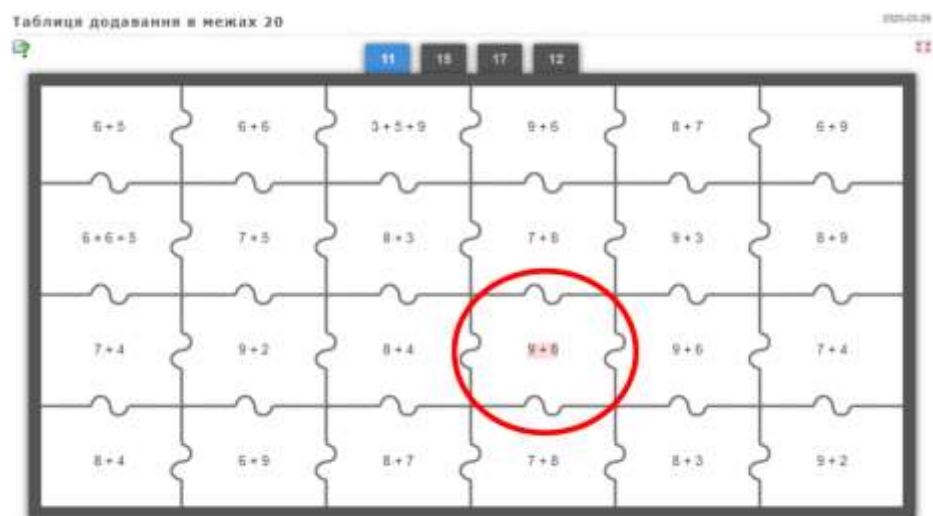 Таблиця додавання в межах 20
11 15 17 12
6 + 5 6 + 6 3 + 5 + 9 9 + 6 8 + 7 6 + 9
6 + 6 + 5 7 + 5 8 + 3 7 + 8 9 + 3 8 + 9
7 + 4 9 + 2 8 + 4 9 + 8 9 + 6 7 + 4
8 + 4 6 + 9 8 + 7 7 + 8 8 + 3 9 + 2